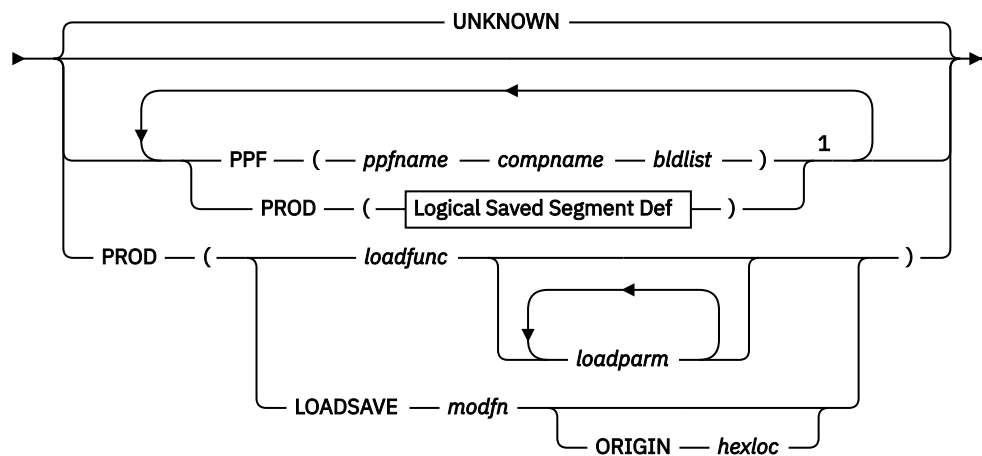 UNKNOWN
1
PPF ( ppfname compname bldlist )
PROD ( Logical Saved Segment Def )
PROD ( loadfunc )
loadparm
LOADSAVE modfn
ORIGIN hexloc